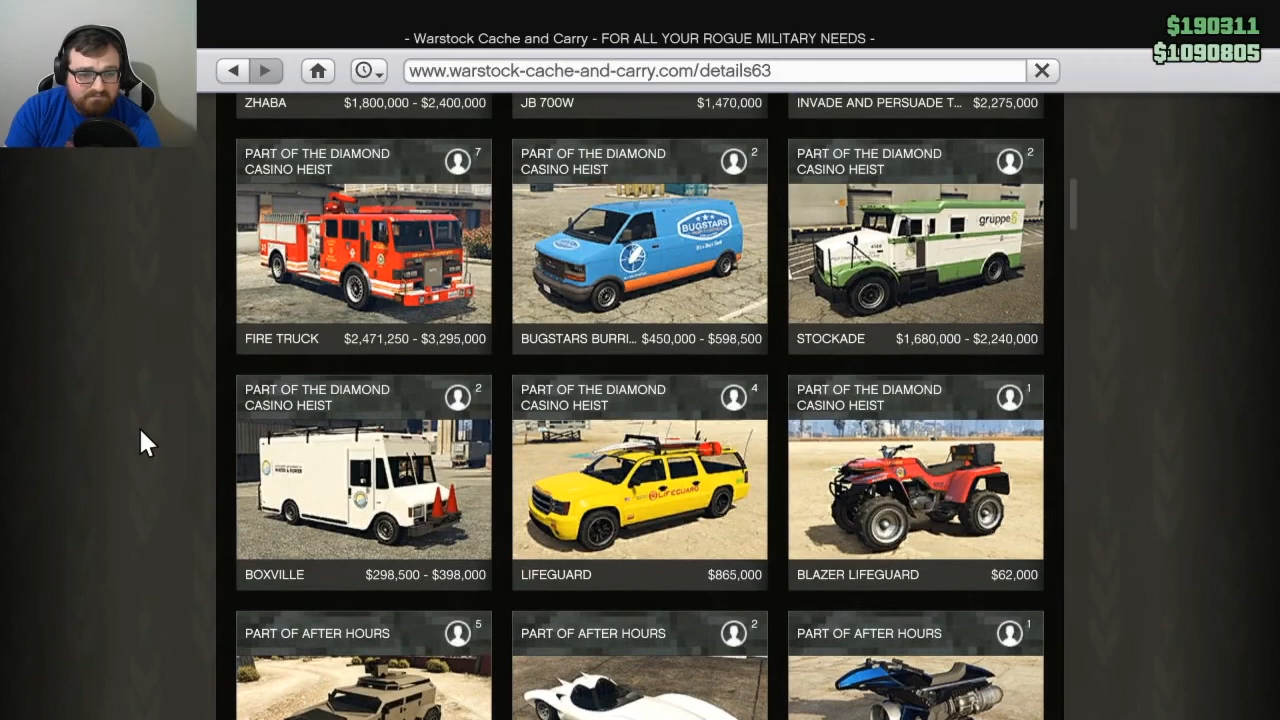 $190311
- Warstock Cache and Carry - FOR ALL YOUR ROGUE MILITARY NEEDS -
$1090805
www.warstock-cache-and-carry.com/details63
ZHABA $1,800,000 - $2,400,000
JB 700W $1,470,000
INVADE AND PERSUADE T... $2,275,000
PART OF THE DIAMOND
CASINO HEIST
7
PART OF THE DIAMOND
CASINO HEIST
2
PART OF THE DIAMOND
CASINO HEIST
2
BUGSTARS
gruppe6
FIRE TRUCK $2,471,250 - $3,295,000
BUGSTARS BURRI... $450,000 - $598,500
STOCKADE $1,680,000 - $2,240,000
PART OF THE DIAMOND
CASINO HEIST
2
PART OF THE DIAMOND
CASINO HEIST
4
PART OF THE DIAMOND
CASINO HEIST
1
WATER & POWER
LIFEGUARD
BOXVILLE $298,500 - $398,000
LIFEGUARD $865,000
BLAZER LIFEGUARD $62,000
PART OF AFTER HOURS
5
PART OF AFTER HOURS
2
PART OF AFTER HOURS
1